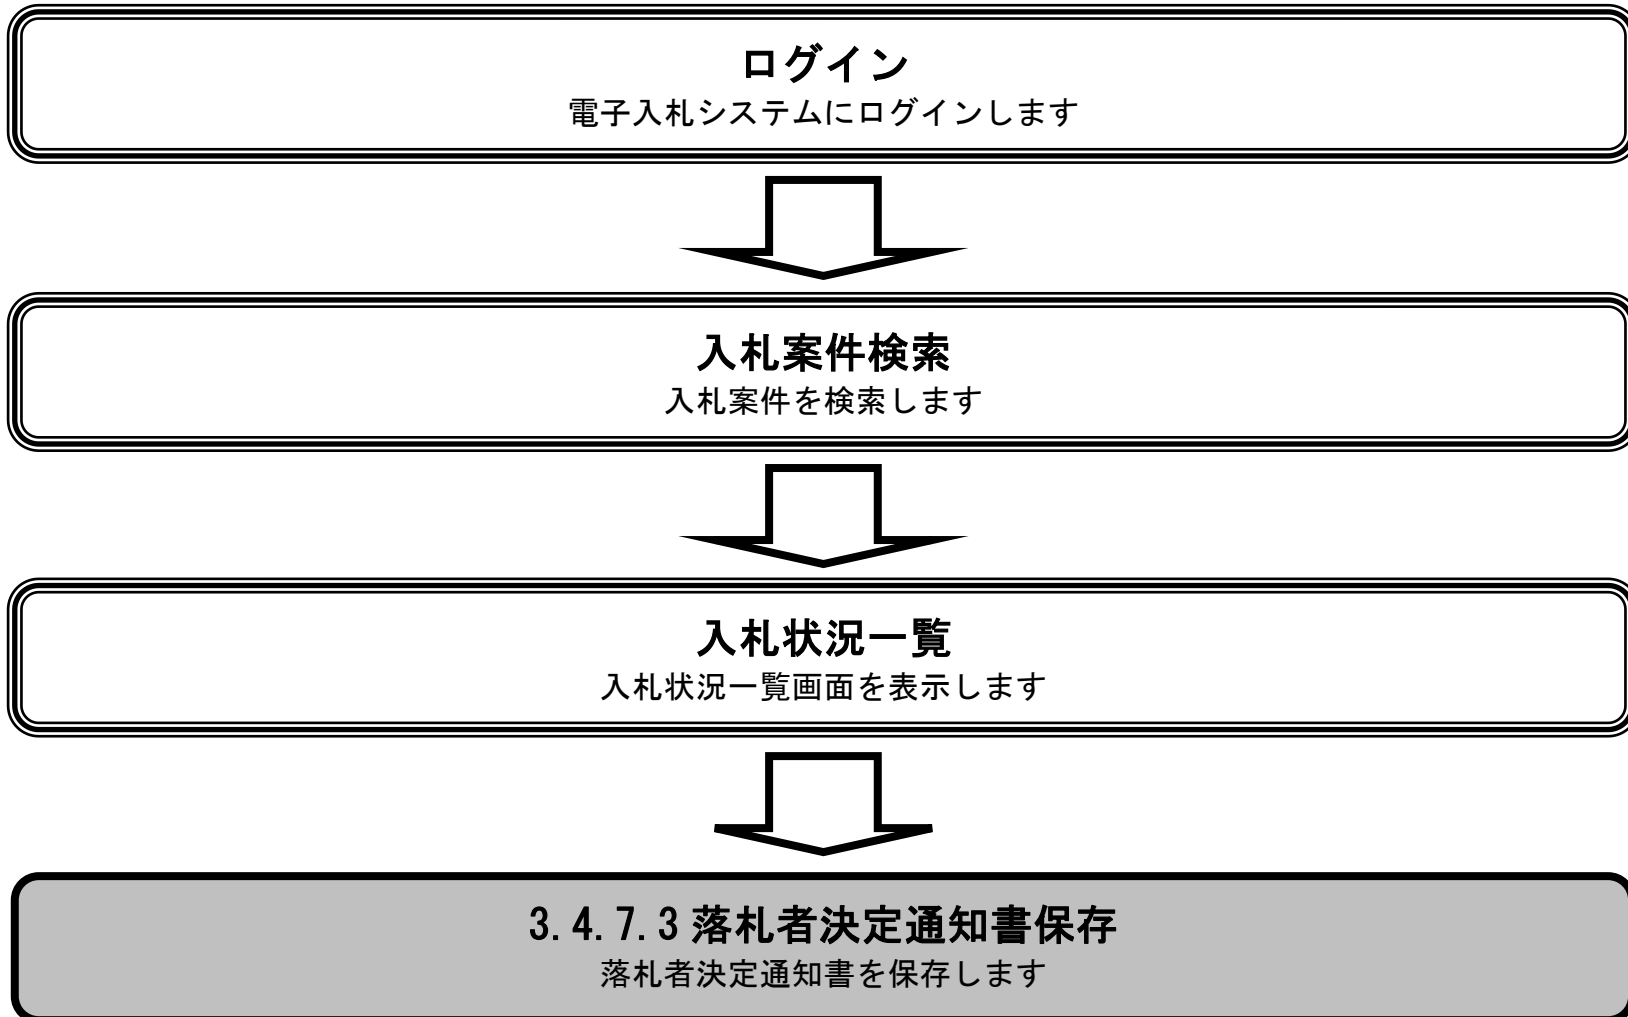 ログイン
電子入札システムにログインします
入札案件検索
入札案件を検索します
入札状況一覧
入札状況一覧画面を表示します
3.4.7.3 落札者決定通知書保存
落札者決定通知書を保存します